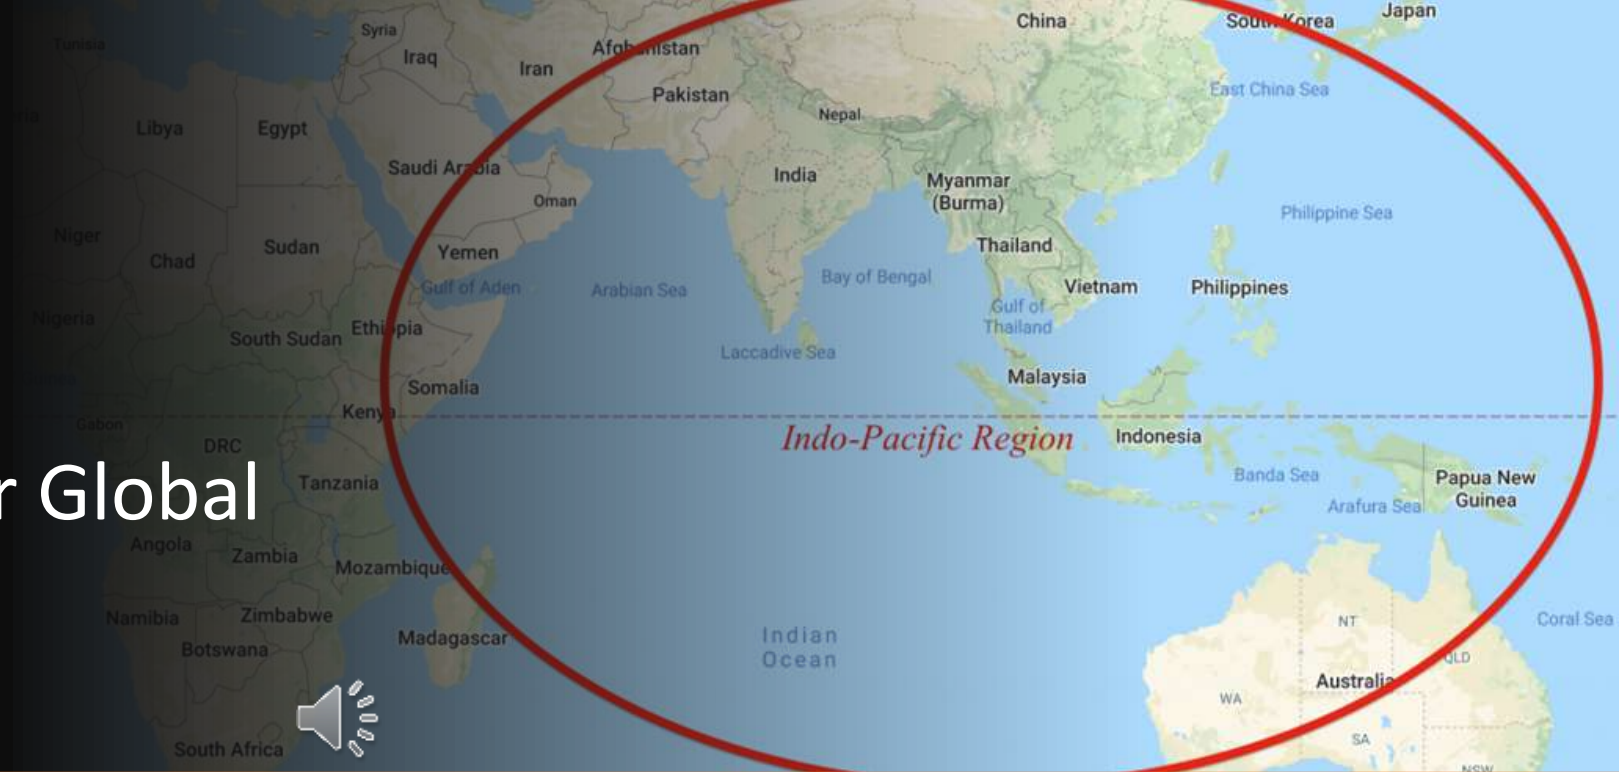 Japan
China
South Korea
Syria
Tunisia
Afghanistan
Iraq
Iran
East China Sea
Pakistan
Nepal
Libya
Egypt
Saudi Arabia
India
Myanmar
(Burma)
Oman
Philippine Sea
Niger
Sudan
Yemen
Thailand
Chad
Bay of Bengal
Gulf of Aden
Arabian Sea
Vietnam
Philippines
Gulf of
Thailand
Nigeria
Ethiopia
South Sudan
Laccadive Sea
Malaysia
Somalia
Kenya
Gabon
Indo-Pacific Region
Indonesia
DRC
Banda Sea
Papua New
Guinea
Tanzania
r Global
Arafura Sea
Angola
Zambia
Mozambique
Namibia
Zimbabwe
NT
Coral Sea
Indian
Ocean
Madagascar
Botswana
QLD
Australia
WA
SA
South Africa
NSW